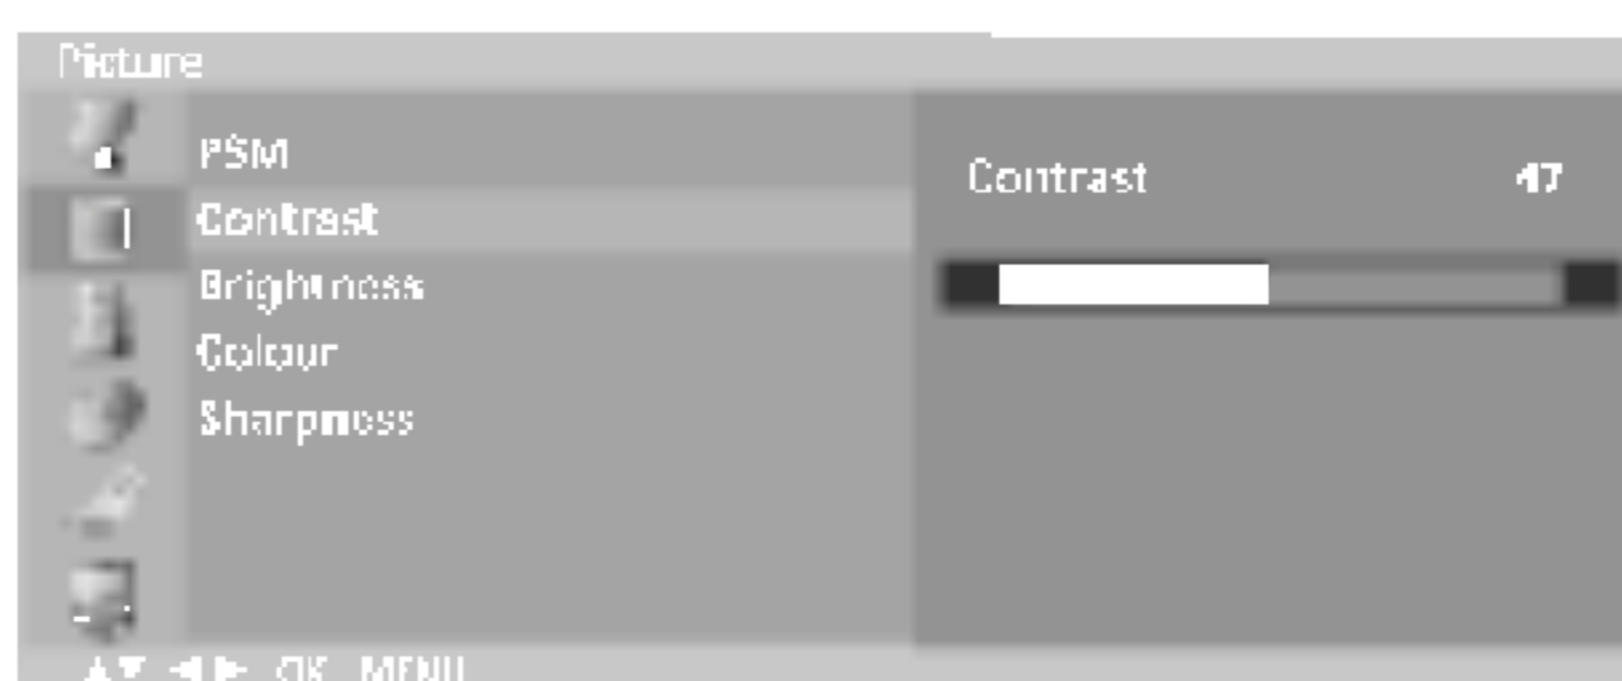 Picture
PSM
Contrast
Brightness
Colour
Sharpness
Contrast 47
▲▼ ◀▶ OK MENU